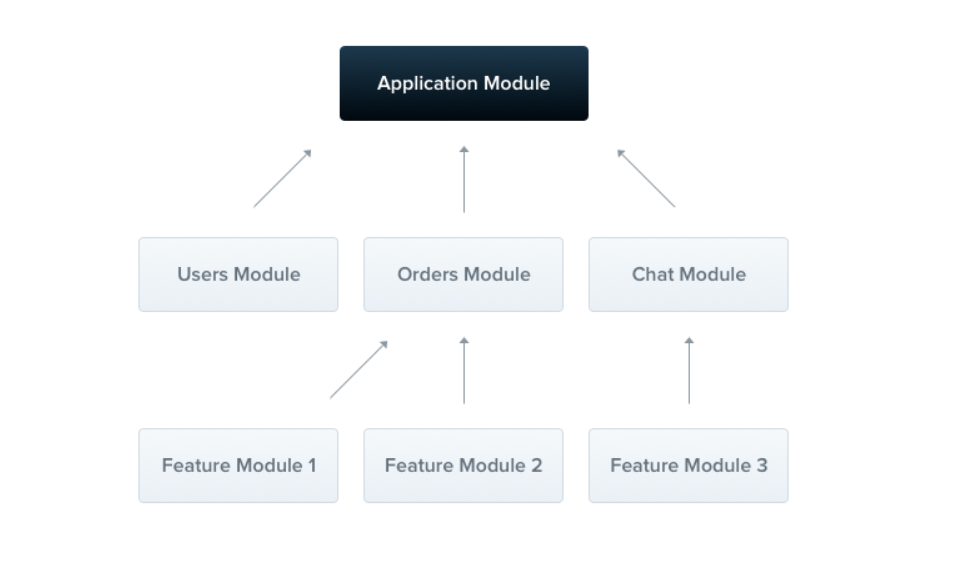 Application Module
Users Module
Orders Module
Chat Module
Feature Module 1
Feature Module 2
Feature Module 3